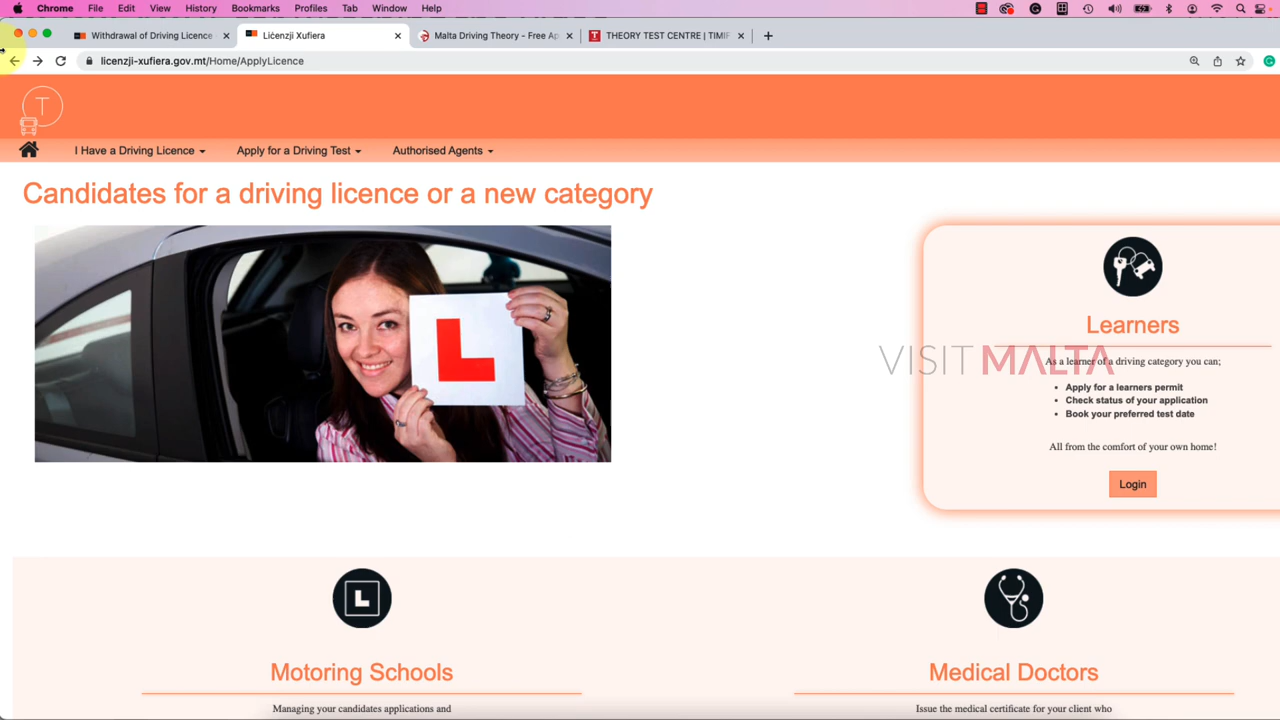 Chrome File Edit View History Bookmarks Profiles Tab Window Help
Withdrawal of Driving Licence
Liċenzji Xufiera
Malta Driving Theory - Free Ap
THEORY TEST CENTRE | TIMIF
licenzji-xufiera.gov.mt/Home/ApplyLicence
T
I Have a Driving Licence
Apply for a Driving Test
Authorised Agents
Candidates for a driving licence or a new category
L
Learners
VISIT MALTA
As a learner of a driving category you can;
• Apply for a learners permit
• Check status of your application
• Book your preferred test date
All from the comfort of your own home!
Login
L
Motoring Schools
Managing your candidates applications and
Medical Doctors
Issue the medical certificate for your client who